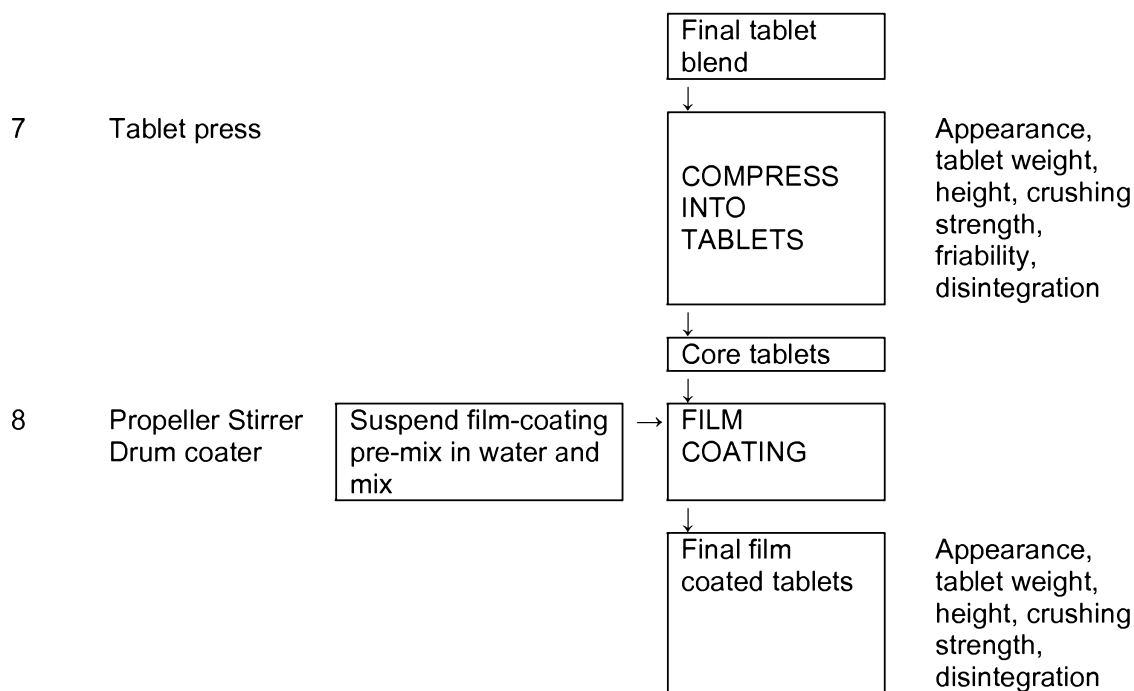 Final tablet
blend
↓
7 Tablet press
COMPRESS
INTO
TABLETS
Appearance,
tablet weight,
height, crushing
strength,
friability,
disintegration
↓
Core tablets
↓
8 Propeller Stirrer
Drum coater
Suspend film-coating
pre-mix in water and
mix
→
FILM
COATING
↓
Final film
coated tablets
Appearance,
tablet weight,
height, crushing
strength,
disintegration